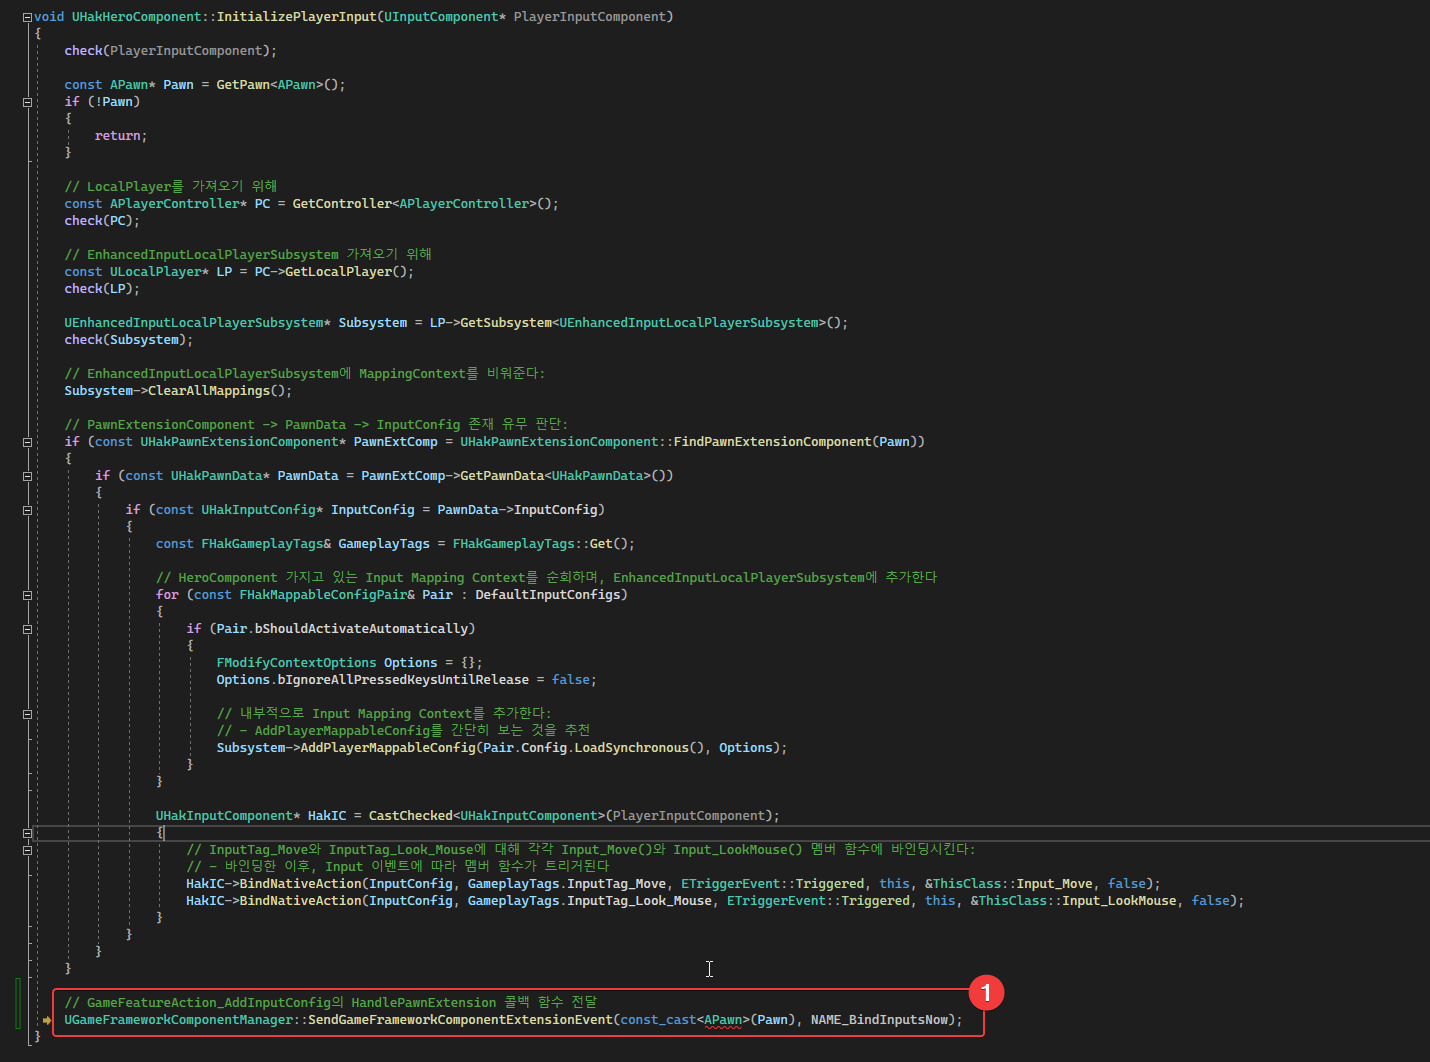 void UHakHeroComponent::InitializePlayerInput(UInputComponent* PlayerInputComponent)
{
check(PlayerInputComponent);
const APawn* Pawn = GetPawn<APawn>();
if (!Pawn)
{
return;
}
// LocalPlayer를 가져오기 위해
const APlayerController* PC = GetController<APlayerController>();
check(PC);
// EnhancedInputLocalPlayerSubsystem 가져오기 위해
const ULocalPlayer* LP = PC->GetLocalPlayer();
check(LP);
UEnhancedInputLocalPlayerSubsystem* Subsystem = LP->GetSubsystem<UEnhancedInputLocalPlayerSubsystem>();
check(Subsystem);
// EnhancedInputLocalPlayerSubsystem에 MappingContext를 비워준다:
Subsystem->ClearAllMappings();
// PawnExtensionComponent -> PawnData -> InputConfig 존재 유무 판단:
if (const UHakPawnExtensionComponent* PawnExtComp = UHakPawnExtensionComponent::FindPawnExtensionComponent(Pawn))
{
if (const UHakPawnData* PawnData = PawnExtComp->GetPawnData<UHakPawnData>())
{
if (const UHakInputConfig* InputConfig = PawnData->InputConfig)
{
const FHakGameplayTags& GameplayTags = FHakGameplayTags::Get();
// HeroComponent 가지고 있는 Input Mapping Context를 순회하며, EnhancedInputLocalPlayerSubsystem에 추가한다
for (const FHakMappableConfigPair& Pair : DefaultInputConfigs)
{
if (Pair.bShouldActivateAutomatically)
{
FModifyContextOptions Options = {};
Options.bIgnoreAllPressedKeysUntilRelease = false;
// 내부적으로 Input Mapping Context를 추가한다:
// - AddPlayerMappableConfig를 간단히 보는 것을 추천
Subsystem->AddPlayerMappableConfig(Pair.Config.LoadSynchronous(), Options);
}
}
UHakInputComponent* HakIC = CastChecked<UHakInputComponent>(PlayerInputComponent);
{
// InputTag_Move와 InputTag_Look_Mouse에 대해 각각 Input_Move()와 Input_LookMouse() 멤버 함수에 바인딩시킨다:
// - 바인딩한 이후, Input 이벤트에 따라 멤버 함수가 트리거된다
HakIC->BindNativeAction(InputConfig, GameplayTags.InputTag_Move, ETriggerEvent::Triggered, this, &ThisClass::Input_Move, false);
HakIC->BindNativeAction(InputConfig, GameplayTags.InputTag_Look_Mouse, ETriggerEvent::Triggered, this, &ThisClass::Input_LookMouse, false);
}
}
}
}
1
// GameFeatureAction_AddInputConfig의 HandlePawnExtension 콜백 함수 전달
UGameFrameworkComponentManager::SendGameFrameworkComponentExtensionEvent(const_cast<APawn>(Pawn), NAME_BindInputsNow);
}